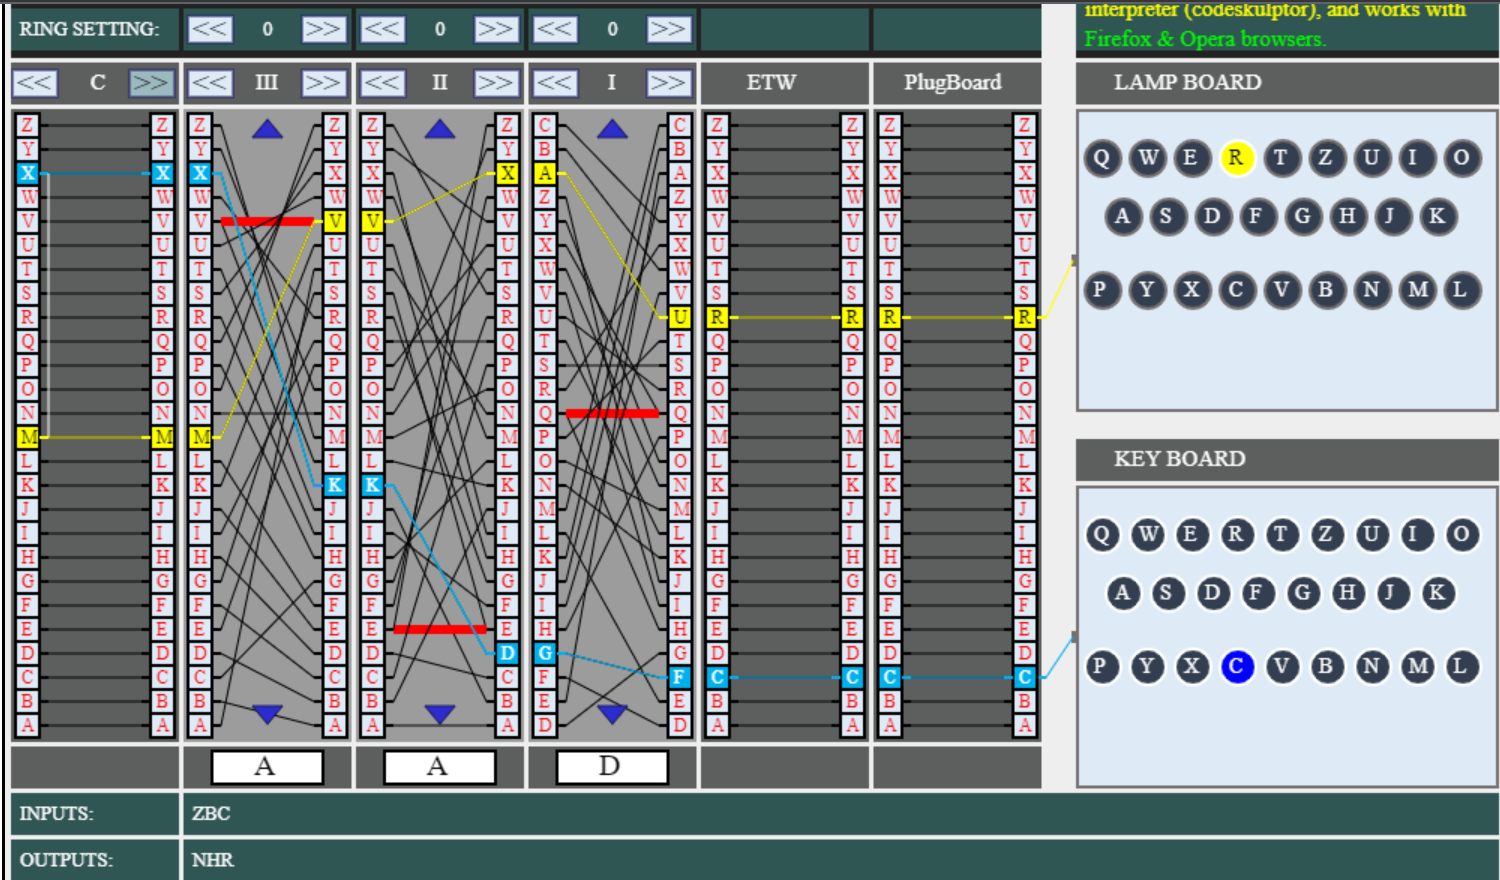 interpreter (codeskulptor), and works with
Firefox & Opera browsers.
RING SETTING: << 0 >> << 0 >> << 0 >>
<< C >> << III >> << II >> << I >> ETW PlugBoard
Z Z Z Z Z Z C C Z Z Z Z
Y Y Y Y Y Y B B Y Y Y Y
X X X X X X A A X X X X
W W W W W W Z Z W W W W
V V V V V V Y Y V V V V
U U U U U U X X U U U U
T T T T T T W W T T T T
S S S S S S V V S S S S
R R R R R R U U R R R R
Q Q Q Q Q Q T T Q Q Q Q
P P P P P P S S P P P P
O O O O O O R R O O O O
N N N N N N Q Q N N N N
M M M M M M P P M M M M
L L L L L L O O L L L L
K K K K K K N N K K K K
J J J J J J M M J J J J
I I I I I I L L I I I I
H H H H H H K K H H H H
G G G G G G J J G G G G
F F F F F F I I F F F F
E E E E E E H H E E E E
D D D D D D G G D D D D
C C C C C C F F C C C C
B B B B B B E E B B B B
A A A A A A D D A A A A
A A D
LAMP BOARD
Q W E R T Z U I O
A S D F G H J K
P Y X C V B N M L
KEY BOARD
Q W E R T Z U I O
A S D F G H J K
P Y X C V B N M L
INPUTS: ZBC
OUTPUTS: NHR